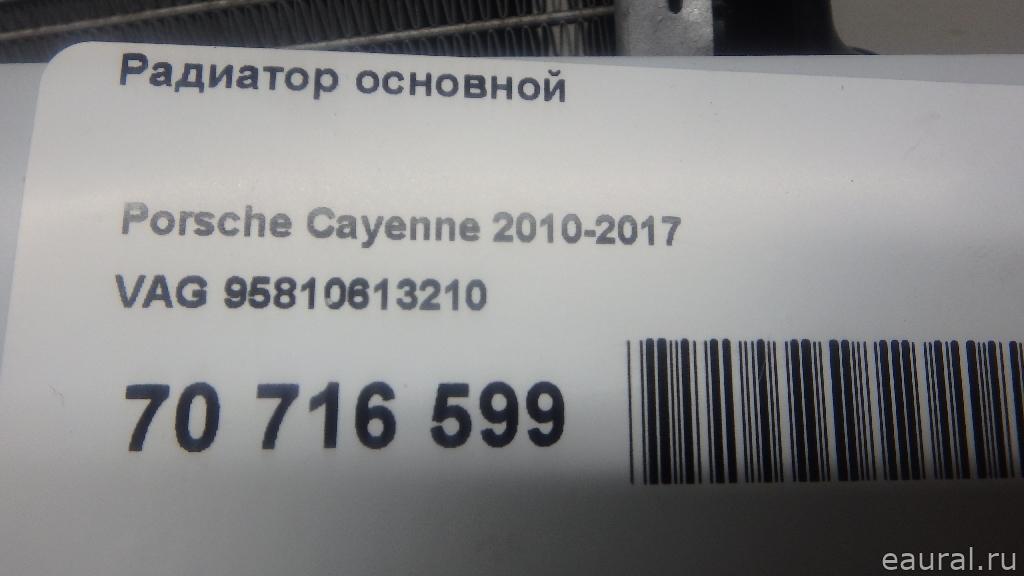 Радиатор основной
Porsche Cayenne 2010-2017
VAG 95810613210
70 716 599
eaural.ru